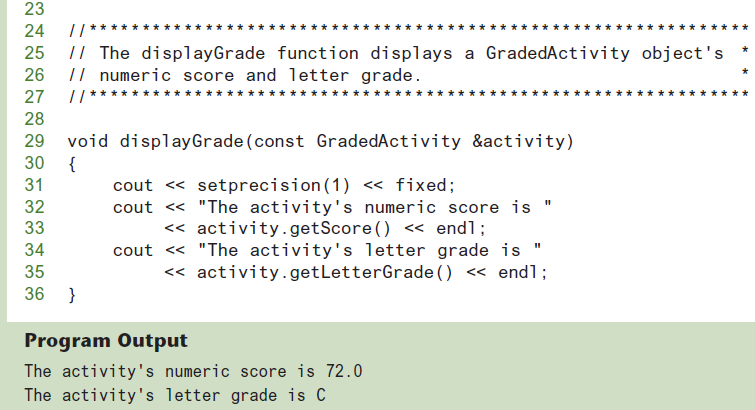 23
24 //***************************************************************
25 // The displayGrade function displays a GradedActivity object's *
26 // numeric score and letter grade. *
27 //***************************************************************
28
29 void displayGrade(const GradedActivity &activity)
30 {
31 cout << setprecision(1) << fixed;
32 cout << "The activity's numeric score is "
33 << activity.getScore() << endl;
34 cout << "The activity's letter grade is "
35 << activity.getLetterGrade() << endl;
36 }
Program Output
The activity's numeric score is 72.0
The activity's letter grade is C